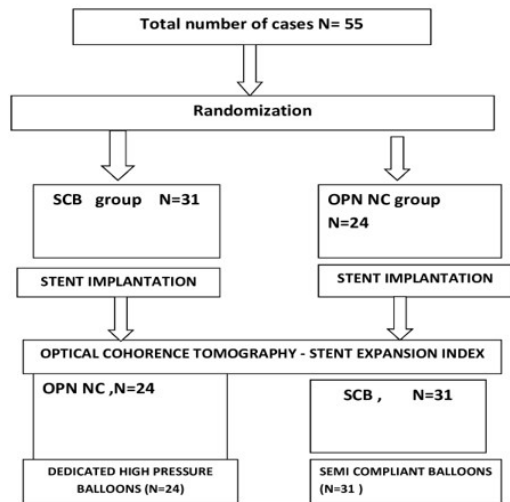 Total number of cases N= 55
Randomization
SCB group N=31
OPN NC group
N=24
STENT IMPLANTATION
STENT IMPLANTATION
OPTICAL COHORENCE TOMOGRAPHY - STENT EXPANSION INDEX
OPN NC ,N=24
SCB , N=31
DEDICATED HIGH PRESSURE
BALLOONS (N=24)
SEMI COMPLIANT BALLOONS
(N=31 )